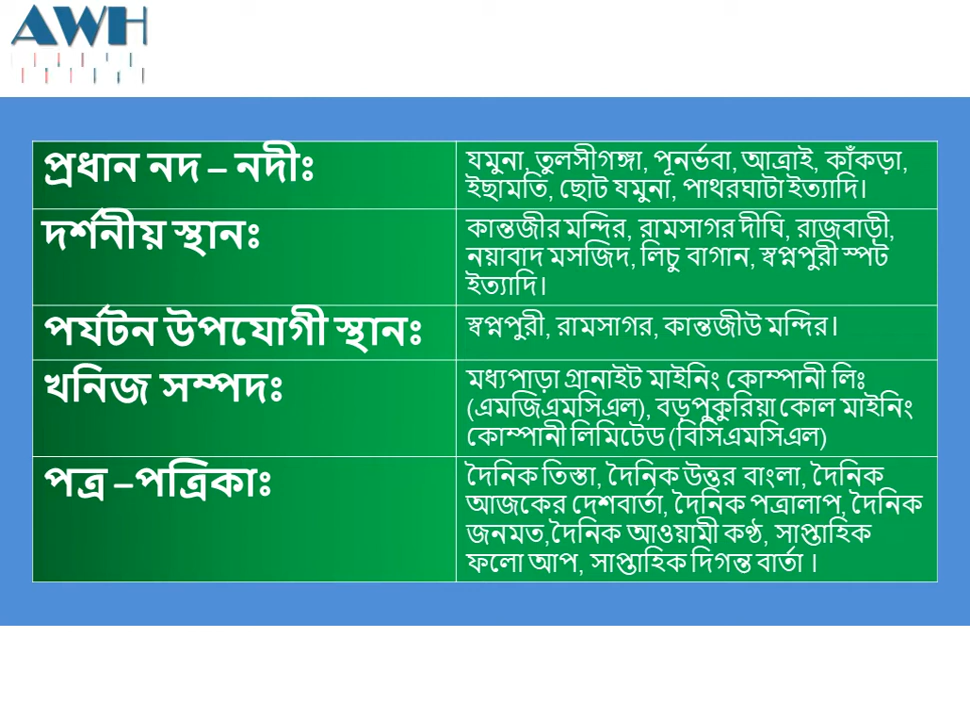 AWH
প্রধান নদ – নদীঃ
যমুনা, তুলসীগঙ্গা, পূনর্ভবা, আত্রাই, কাঁকড়া,
ইছামতি, ছোট যমুনা, পাথরঘাটা ইত্যাদি।
দর্শনীয় স্থানঃ
কান্তজীর মন্দির, রামসাগর দীঘি, রাজবাড়ী,
নয়াবাদ মসজিদ, লিচু বাগান, স্বপ্নপুরী স্পট
ইত্যাদি।
পর্যটন উপযোগী স্থানঃ
স্বপ্নপুরী, রামসাগর, কান্তজীউ মন্দির।
খনিজ সম্পদঃ
মধ্যপাড়া গ্রানাইট মাইনিং কোম্পানী লিঃ
(এমজিএমসিএল), বড়পুকুরিয়া কোল মাইনিং
কোম্পানী লিমিটেড (বিসিএমসিএল)
পত্র –পত্রিকাঃ
দৈনিক তিস্তা, দৈনিক উত্তর বাংলা, দৈনিক
আজকের দেশবার্তা, দৈনিক পত্রালাপ, দৈনিক
জনমত,দৈনিক আওয়ামী কণ্ঠ, সাপ্তাহিক
ফলো আপ, সাপ্তাহিক দিগন্ত বার্তা ।